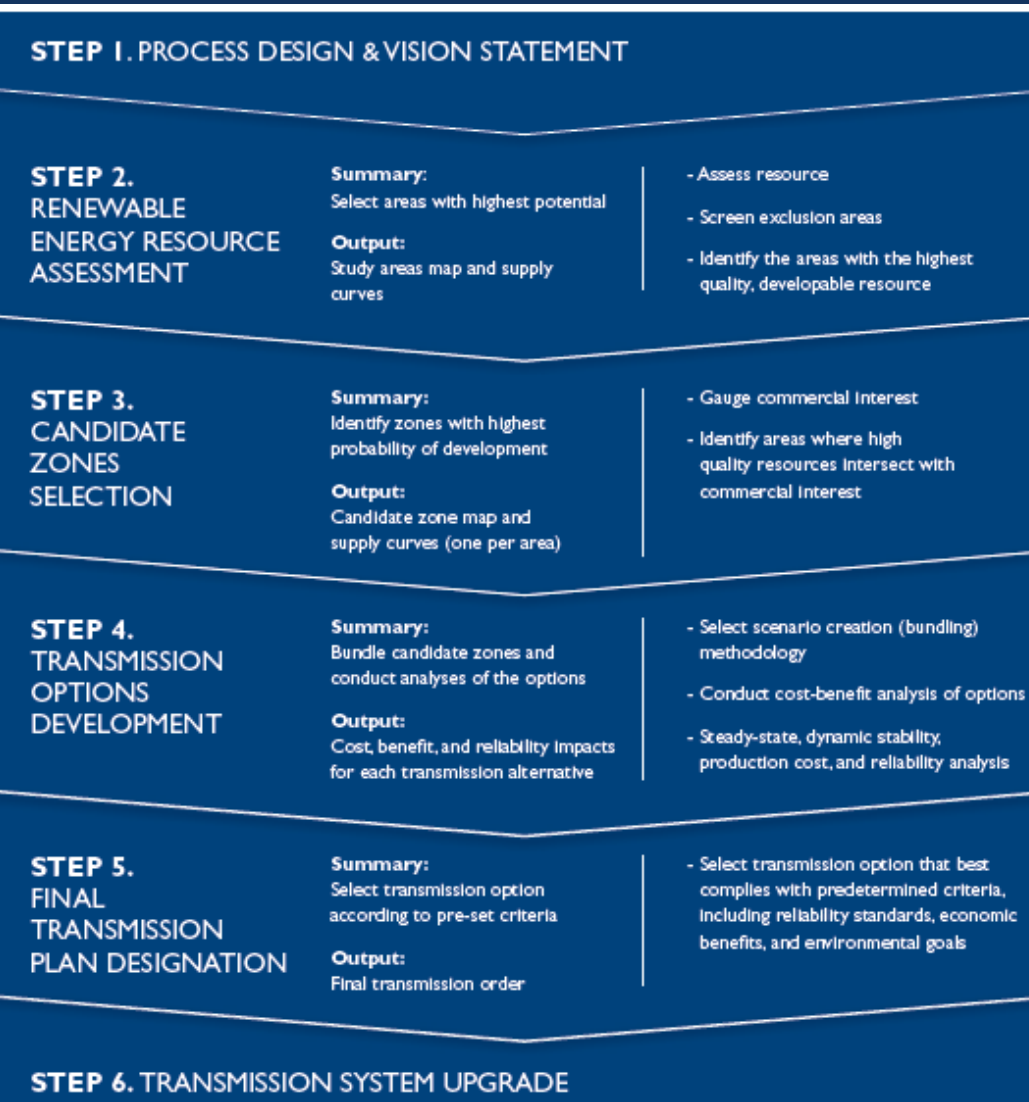 STEP 1. PROCESS DESIGN & VISION STATEMENT
STEP 2.
RENEWABLE
ENERGY RESOURCE
ASSESSMENT
Summary:
Select areas with highest potential
Output:
Study areas map and supply
curves
- Assess resource
- Screen exclusion areas
- Identify the areas with the highest
quality, developable resource
STEP 3.
CANDIDATE
ZONES
SELECTION
Summary:
Identify zones with highest
probability of development
Output:
Candidate zone map and
supply curves (one per area)
- Gauge commercial interest
- Identify areas where high
quality resources intersect with
commercial interest
STEP 4.
TRANSMISSION
OPTIONS
DEVELOPMENT
Summary:
Bundle candidate zones and
conduct analyses of the options
Output:
Cost, benefit, and reliability impacts
for each transmission alternative
- Select scenario creation (bundling)
methodology
- Conduct cost-benefit analysis of options
- Steady-state, dynamic stability,
production cost, and reliability analysis
STEP 5.
FINAL
TRANSMISSION
PLAN DESIGNATION
Summary:
Select transmission option
according to pre-set criteria
Output:
Final transmission order
- Select transmission option that best
complies with predetermined criteria,
including reliability standards, economic
benefits, and environmental goals
STEP 6. TRANSMISSION SYSTEM UPGRADE